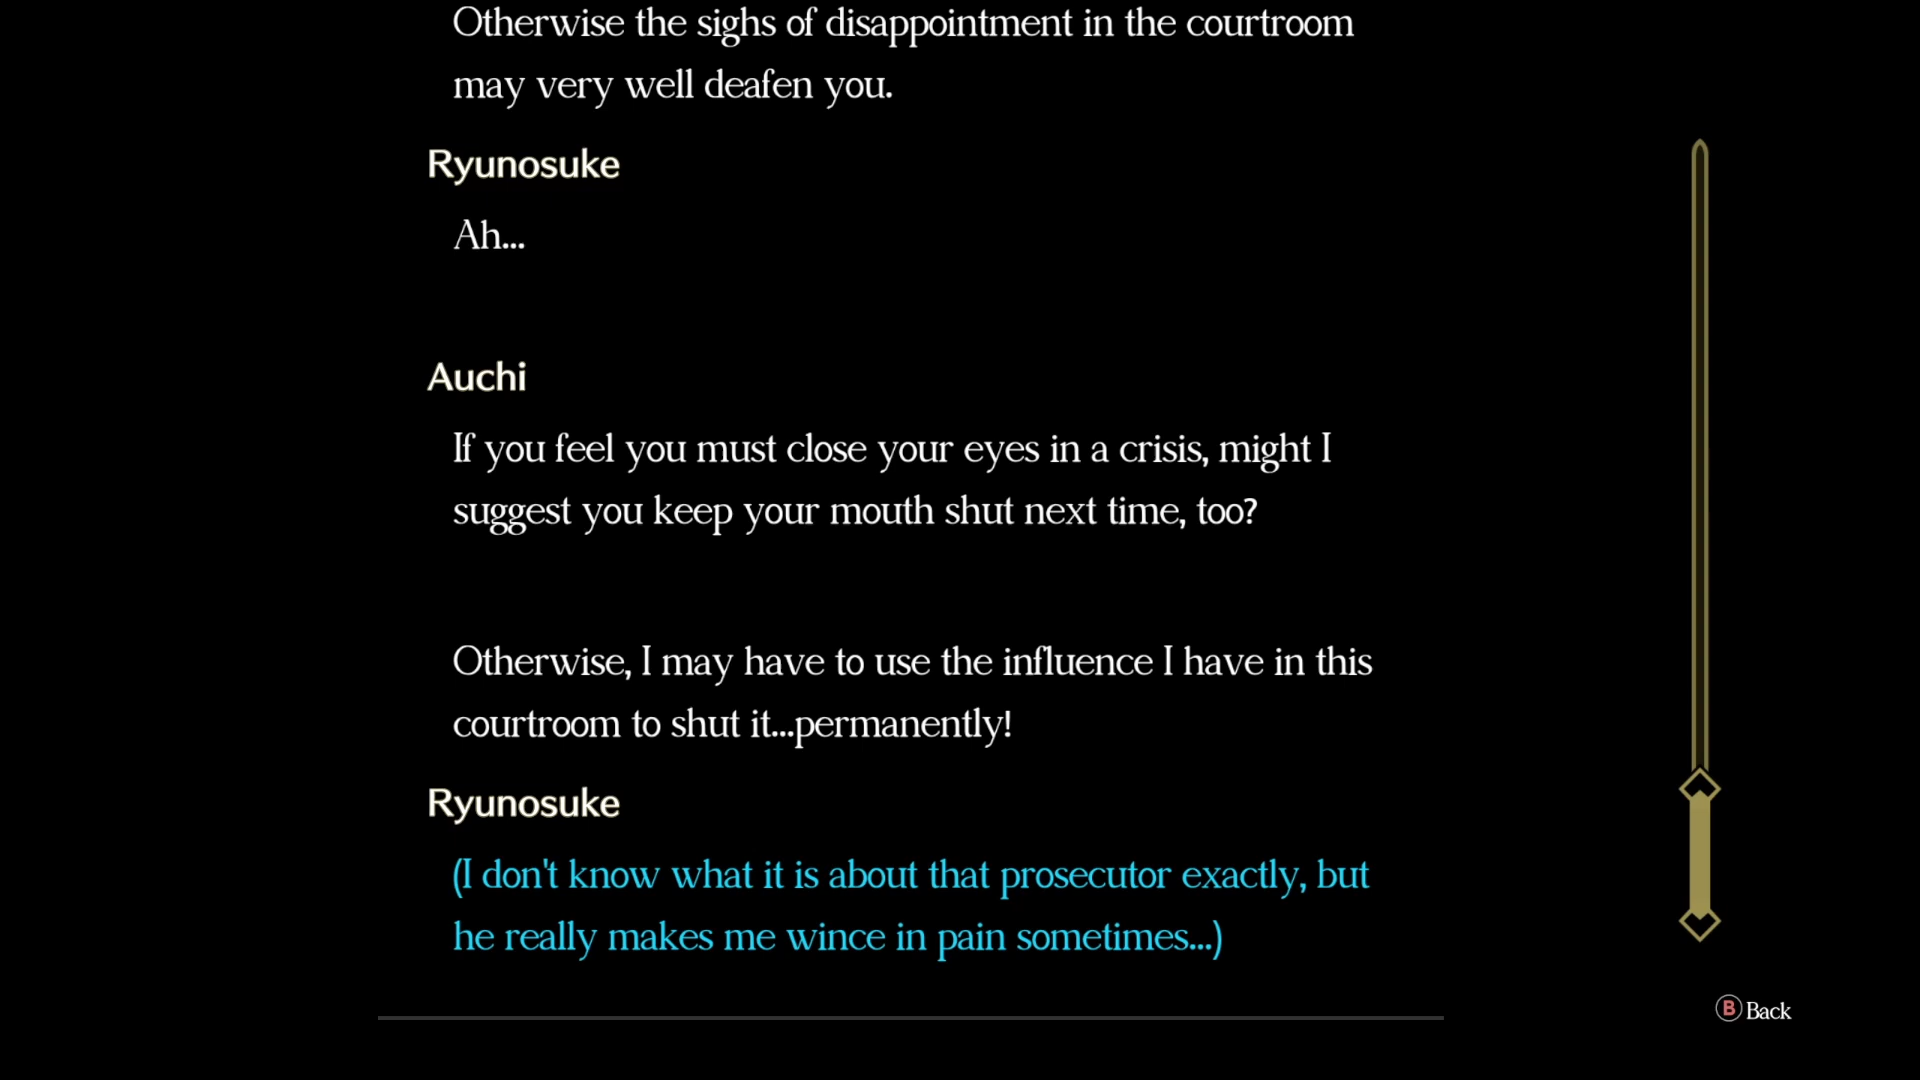 Otherwise the sighs of disappointment in the courtroom
may very well deafen you.
Ryunosuke
Ah...
Auchi
If you feel you must close your eyes in a crisis, might I
suggest you keep your mouth shut next time, too?
Otherwise, I may have to use the influence I have in this
courtroom to shut it...permanently!
Ryunosuke
(I don't know what it is about that prosecutor exactly, but
he really makes me wince in pain sometimes...)
B Back